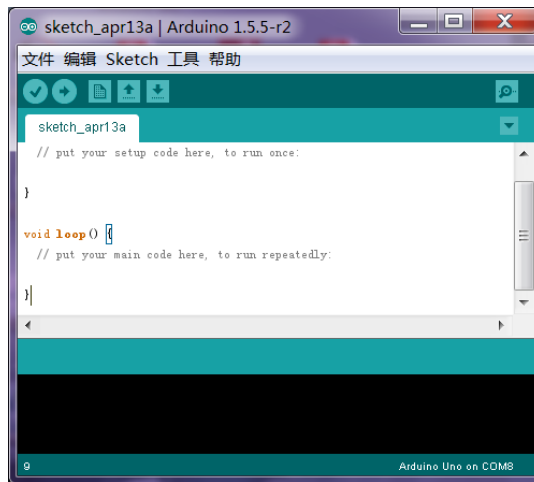 sketch_apr13a | Arduino 1.5.5-r2
文件 编辑 Sketch 工具 帮助
sketch_apr13a
// put your setup code here, to run once:
}
void loop() {
// put your main code here, to run repeatedly:
}
9 Arduino Uno on COM8